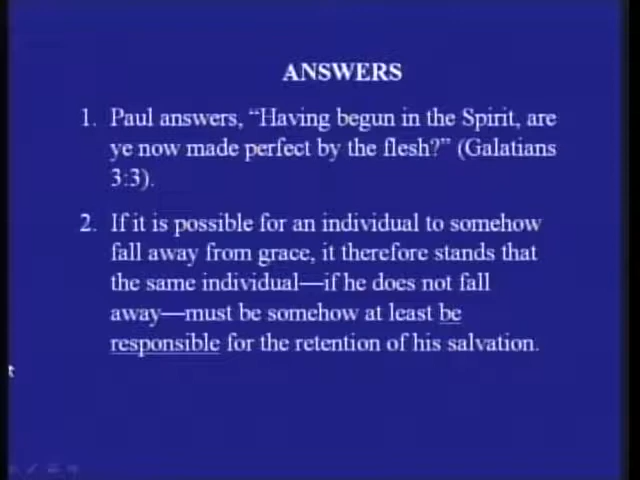 ANSWERS
1. Paul answers, “Having begun in the Spirit, are
ye now made perfect by the flesh?” (Galatians
3:3).
2. If it is possible for an individual to somehow
fall away from grace, it therefore stands that
the same individual—if he does not fall
away—must be somehow at least be
responsible for the retention of his salvation.